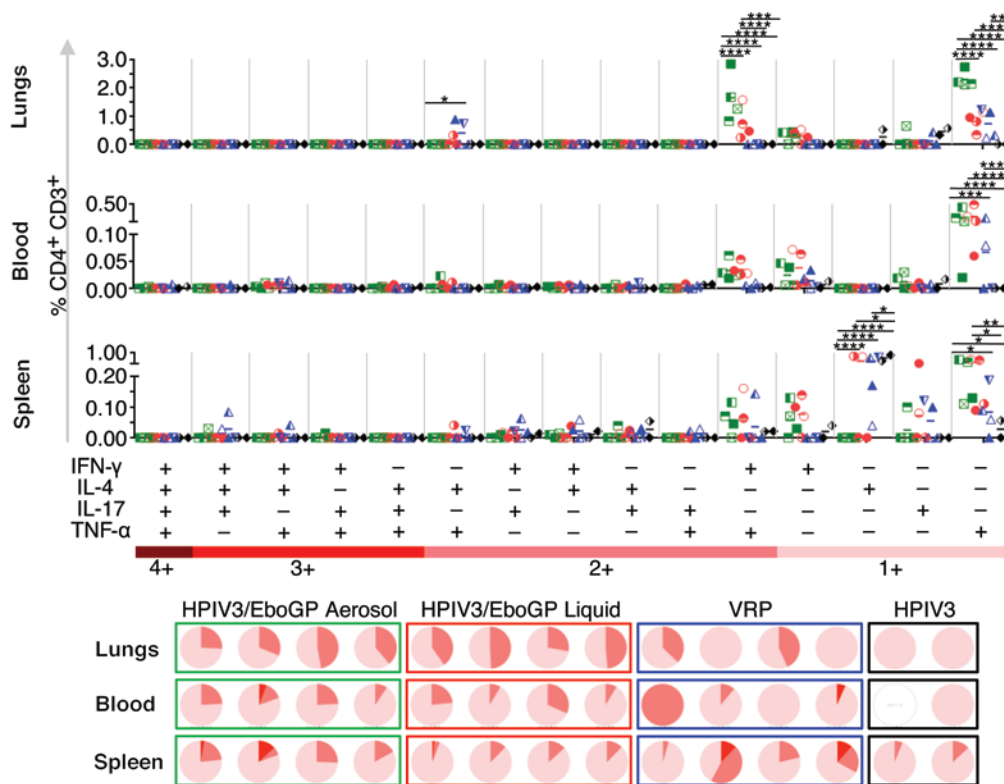 *** ****
**** ****
*****
** *** ****
**** ****
****
Lungs
3.0
2.0
1.0
0.0
*
% CD4+ CD3+
Blood
0.50
0.10
0.05
0.00
****
****
****
***
Spleen
1.00
0.20
0.10
0.00
*
*
****
****
****
**
*
*
*
IFN-γ + + + + – – + + – – + + – – –
IL-4 + + + – + + – + + – – – + – –
IL-17 + + – + + – + – + + – – – + –
TNF-α + – + + + + – – – + + – – – +
4+ 3+ 2+ 1+
HPIV3/EboGP Aerosol HPIV3/EboGP Liquid VRP HPIV3
Lungs
Blood
Spleen